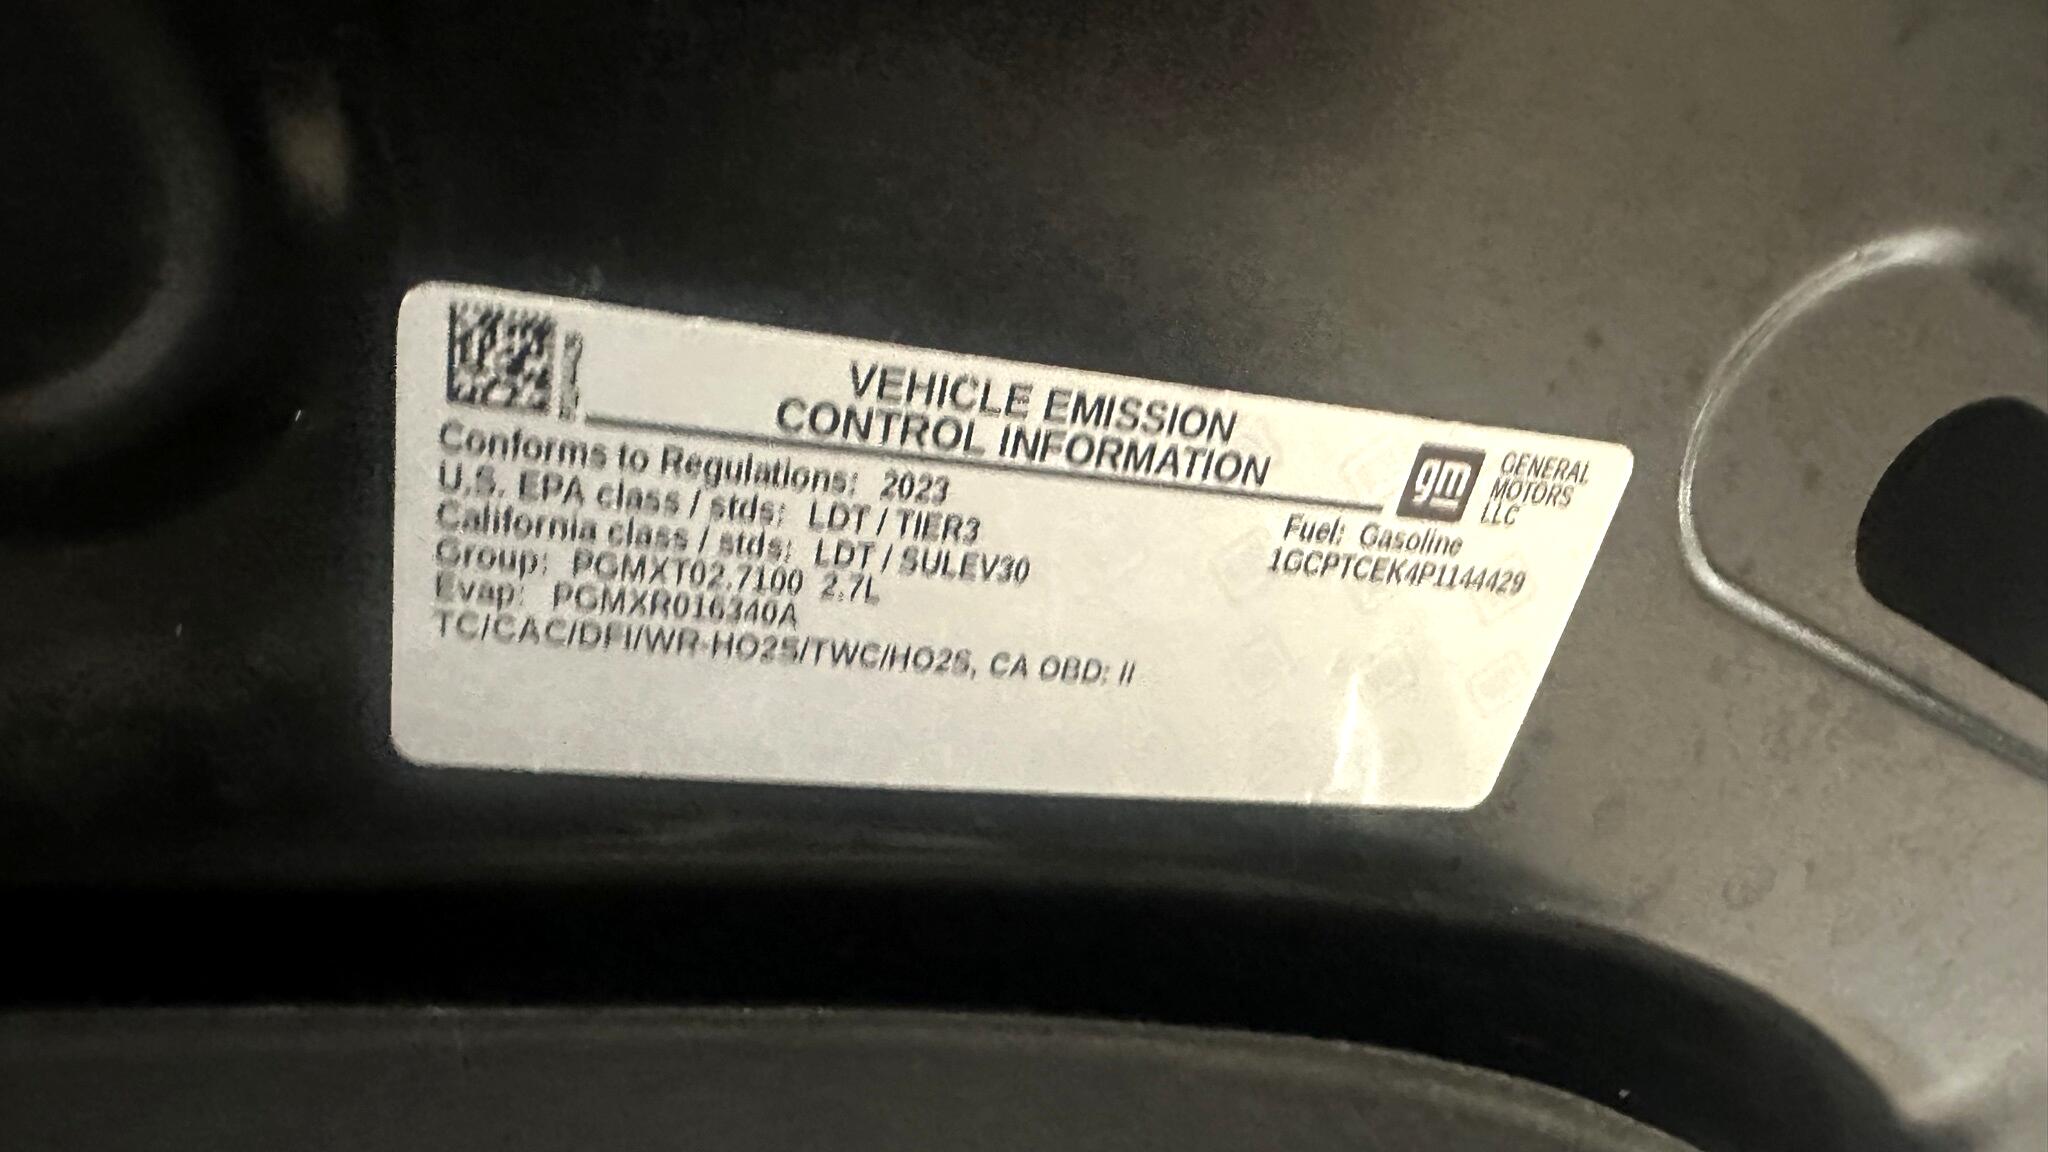 VEHICLE EMISSION
CONTROL INFORMATION
gm GENERAL
MOTORS
LLC
Conforms to Regulations: 2023
U.S. EPA class / stds: LDT / TIER3
California class / stds: LDT / SULEV30
Group: PGMXT02.7100 2.7L
Evap: PGMXR016340A
TC/CAC/DFI/WR-HO2S/TWC/HO2S, CA OBD: II
Fuel: Gasoline
1GCPTCEK4P1144429